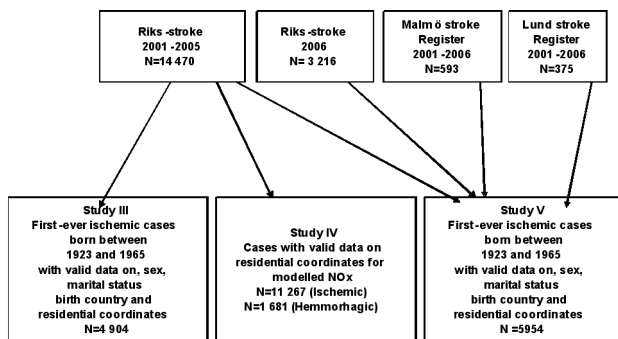 Riks-stroke
2001-2005
N=14 470
Riks-stroke
2006
N= 3 216
Malmö stroke
Register
2001-2006
N=593
Lund stroke
Register
2001-2006
N=375
Study III
First-ever ischemic cases
born between
1923 and 1965
with valid data on, sex,
marital status
birth country and
residential coordinates
N=4 904
Study IV
Cases with valid data on
residential coordinates for
modelled NOx
N=11 267 (Ischemic)
N=1 681 (Hemmorhagic)
Study V
First-ever ischemic cases
born between
1923 and 1965
with valid data on, sex,
marital status
birth country and
residential coordinates
N =5954